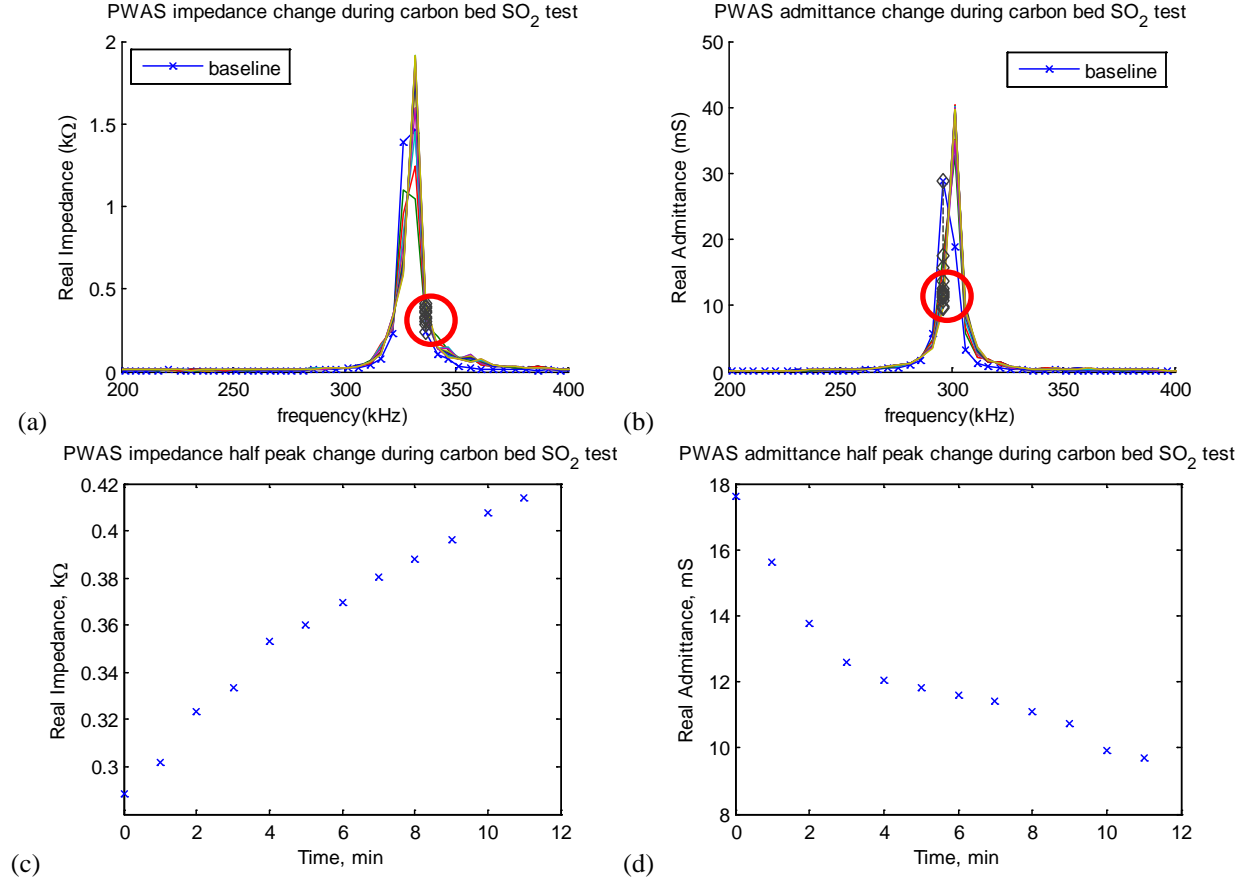 PWAS impedance change during carbon bed SO2 test
2
1.5
1
0.5
0
Real Impedance (kΩ)
baseline
200 250 300 350 400
frequency(kHz)
(a)
PWAS admittance change during carbon bed SO2 test
50
40
30
20
10
0
Real Admittance (mS)
baseline
200 250 300 350 400
frequency(kHz)
(b)
PWAS impedance half peak change during carbon bed SO2 test
0.42
0.4
0.38
0.36
0.34
0.32
0.3
Real Impedance, kΩ
0 2 4 6 8 10 12
Time, min
(c)
PWAS admittance half peak change during carbon bed SO2 test
18
16
14
12
10
8
Real Admittance, mS
0 2 4 6 8 10 12
Time, min
(d)